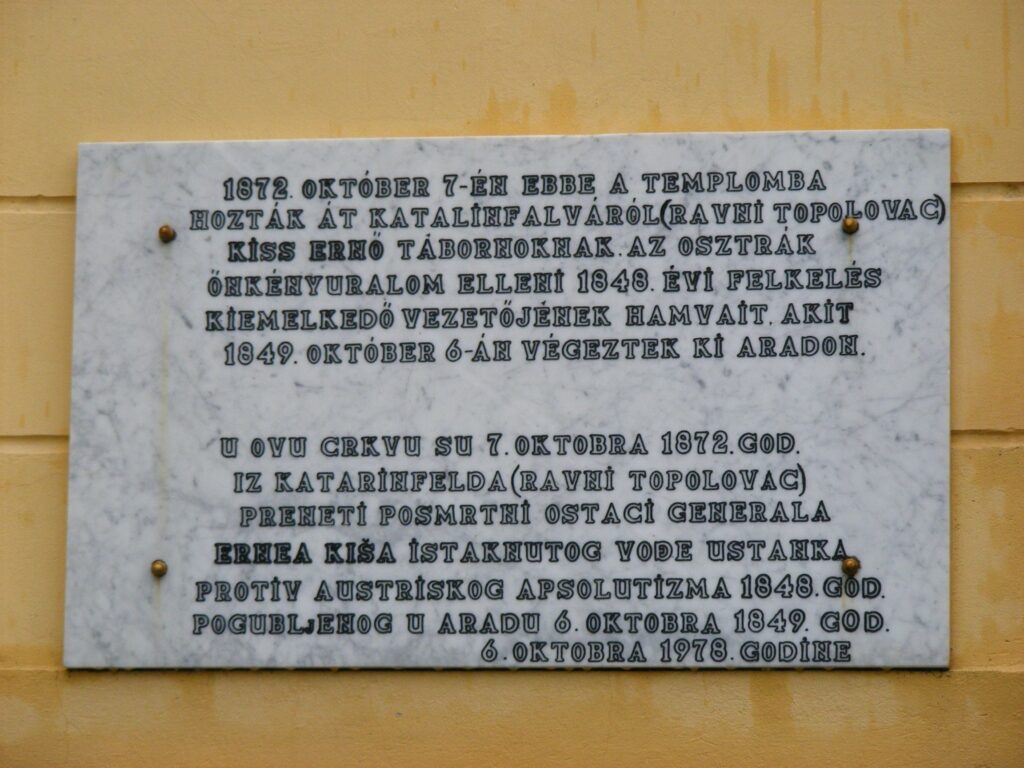 1872. OKTÓBER 7-ÉN EBBE A TEMPLOMBA
HOZTÁK ÁT KATALINFALVÁRÓL(RAVNI TOPOLOVAC)
KISS ERNŐ TÁBORNOKNAK. AZ OSZTRÁK
ÖNKÉNYURALOM ELLENI 1848. ÉVI FELKELÉS
KIEMELKEDŐ VEZETŐJÉNEK HAMVAIT. AKIT
1849. OKTÓBER 6-ÁN VÉGEZTEK KI ARADON.
U OVU CRKVU SU 7. OKTOBRA 1872. GOD.
IZ KATARINFELDA(RAVNI TOPOLOVAC)
PRENETI POSMRTNI OSTACI GENERALA
ERNEA KIŠA ISTAKNUTOG VOĐE USTANKA
PROTIV AUSTRISKOG APSOLUTIZMA 1848. GOD.
POGUBLJENOG U ARADU 6. OKTOBRA 1849. GOD.
6. OKTOBRA 1978. GODINE